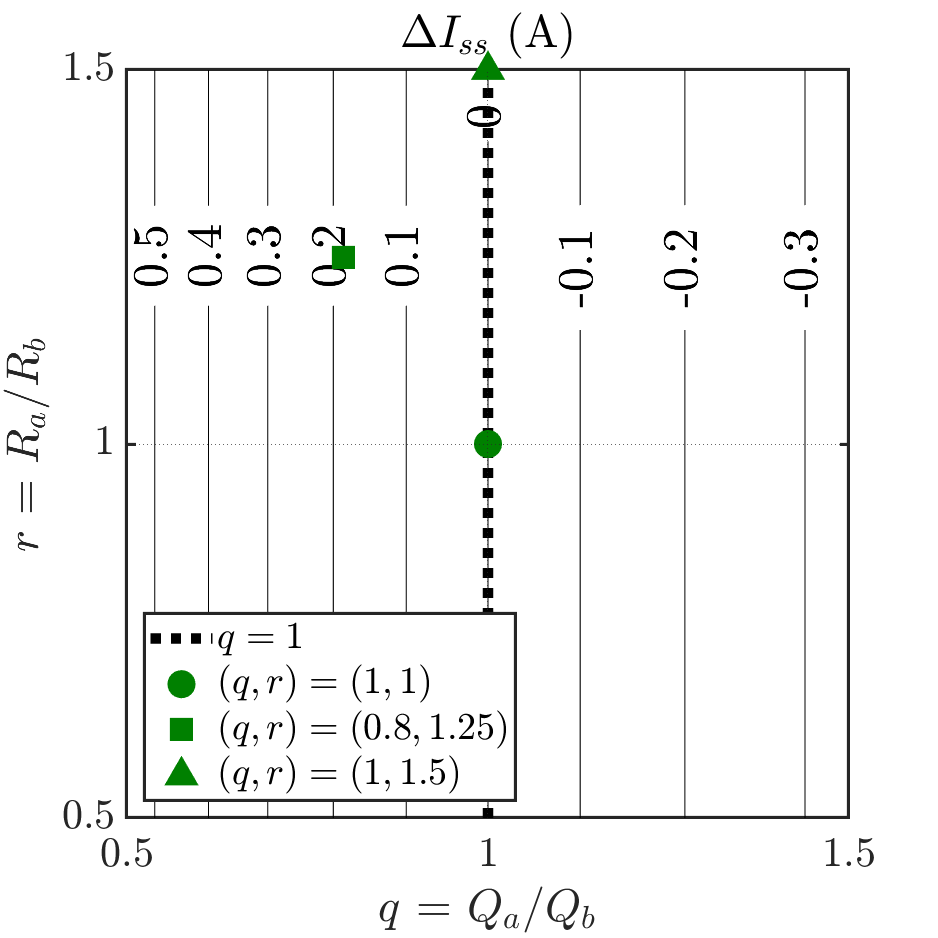 ΔI_{ss} (A)
1.5
0
0.5
0.4
0.3
0.2
0.1
-0.1
-0.2
-0.3
r = R_a/R_b
1
q = 1
(q, r) = (1, 1)
(q, r) = (0.8, 1.25)
(q, r) = (1, 1.5)
0.5
0.5
1
1.5
q = Q_a/Q_b